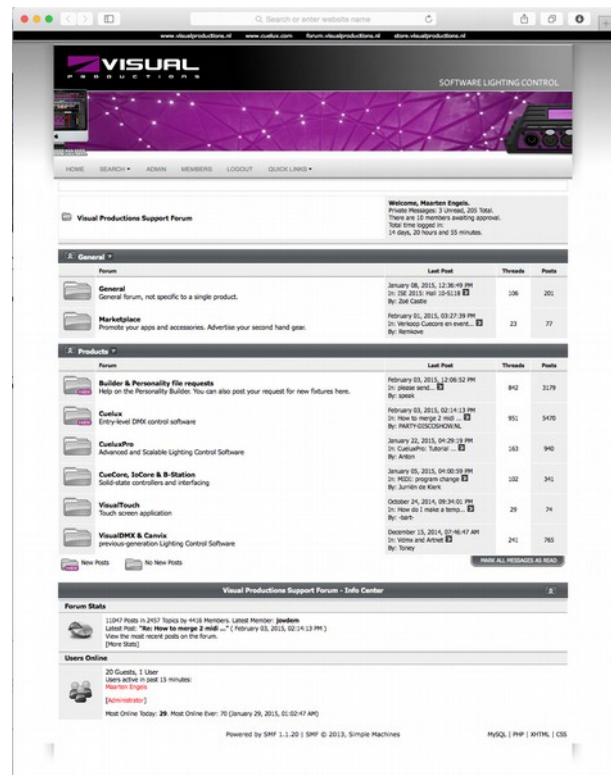 Search or enter website name
www.visualproductions.nl www.cuelux.com forum.visualproductions.nl store.visualproductions.nl
VISUAL
PRODUCTIONS
SOFTWARE LIGHTING CONTROL
HOME SEARCH ADMIN MEMBERS LOGOUT QUICK LINKS
Visual Productions Support Forum
Welcome, Maarten Engels.
Private Messages: 3 Unread, 205 Total.
There are 10 members awaiting approval.
Total time logged in:
14 days, 20 hours and 55 minutes.
General
Forum Last Post Threads Posts
General
General forum, not specific to a single product.
January 08, 2015, 12:36:49 PM
In: ISE 2015: Hall 10-S118
By: Zoë Castle
106 201
Marketplace
Promote your apps and accessories. Advertise your second hand gear.
February 01, 2015, 03:27:39 PM
In: Verkoop Cuecore en event...
By: Remkove
23 77
Products
Forum Last Post Threads Posts
Builder & Personality file requests
Help on the Personality Builder. You can also post your request for new fixtures here.
February 03, 2015, 12:06:52 PM
In: please send...
By: speak
842 3179
Cuelux
Entry-level DMX control software
February 03, 2015, 02:14:13 PM
In: How to merge 2 midi ...
By: PARTY-DISCOSHOW.NL
951 5470
CueluxPro
Advanced and Scalable Lighting Control Software
January 22, 2015, 04:29:19 PM
In: CueluxPro: Tutorial ...
By: Anton
163 940
CueCore, IoCore & B-Station
Solid-state controllers and interfacing
January 05, 2015, 04:00:59 PM
In: MIDI: program change
By: Jurriën de Klerk
102 341
VisualTouch
Touch screen application
October 24, 2014, 09:34:01 PM
In: How do I make a temp...
By: -bart-
29 74
VisualDMX & Canvix
previous-generation Lighting Control Software
December 15, 2014, 07:46:47 AM
In: Vdmx and Artnet
By: Toney
241 765
New Posts No New Posts
MARK ALL MESSAGES AS READ
Visual Productions Support Forum - Info Center
Forum Stats
11047 Posts in 2457 Topics by 4416 Members. Latest Member: jowdem
Latest Post: "Re: How to merge 2 midi ..." ( February 03, 2015, 02:14:13 PM )
View the most recent posts on the forum.
[More Stats]
Users Online
20 Guests, 1 User
Users active in past 15 minutes:
Maarten Engels
[Administrator]
Most Online Today: 29. Most Online Ever: 70 (January 29, 2015, 01:02:47 AM)
Powered by SMF 1.1.20 | SMF © 2013, Simple Machines
MySQL | PHP | XHTML | CSS